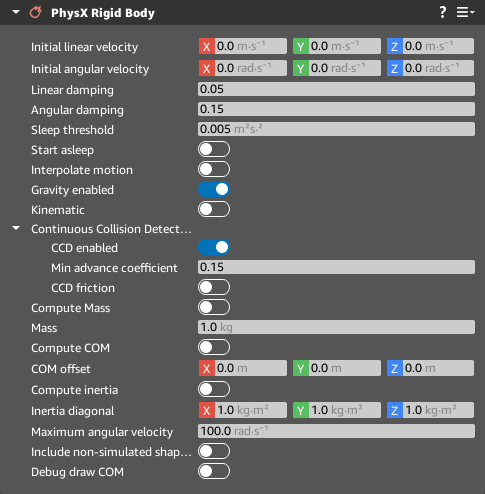 PhysX Rigid Body ?
Initial linear velocity X 0.0 m·s⁻¹ Y 0.0 m·s⁻¹ Z 0.0 m·s⁻¹
Initial angular velocity X 0.0 rad·s⁻¹ Y 0.0 rad·s⁻¹ Z 0.0 rad·s⁻¹
Linear damping 0.05
Angular damping 0.15
Sleep threshold 0.005 m²s·²
Start asleep
Interpolate motion
Gravity enabled
Kinematic
Continuous Collision Detect...
CCD enabled
Min advance coefficient 0.15
CCD friction
Compute Mass
Mass 1.0 kg
Compute COM
COM offset X 0.0 m Y 0.0 m Z 0.0 m
Compute inertia
Inertia diagonal X 1.0 kg·m² Y 1.0 kg·m² Z 1.0 kg·m²
Maximum angular velocity 100.0 rad·s⁻¹
Include non-simulated shap...
Debug draw COM